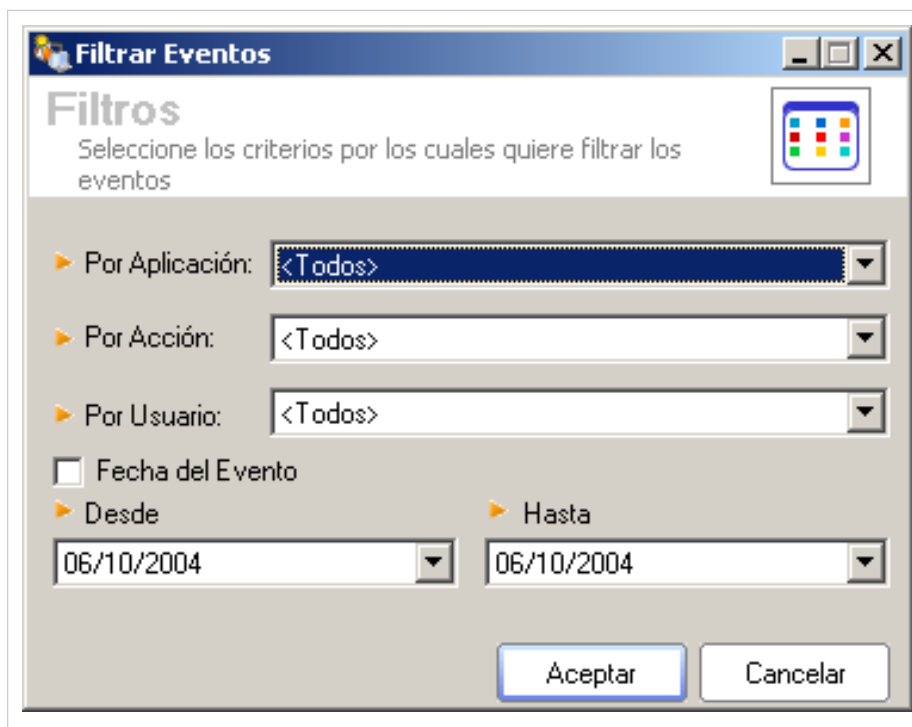 Filtrar Eventos
Filtros
Seleccione los criterios por los cuales quiere filtrar los
eventos
Por Aplicación: <Todos>
Por Acción: <Todos>
Por Usuario: <Todos>
Fecha del Evento
Desde Hasta
06/10/2004 06/10/2004
Aceptar Cancelar